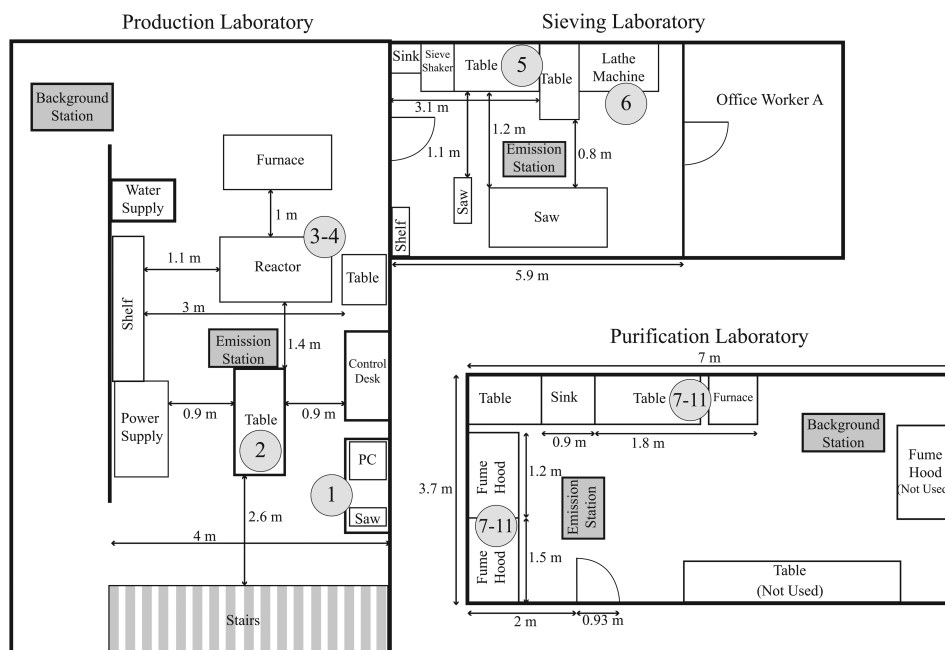 Production Laboratory
Background
Station
Furnace
Water
Supply
1 m
3-4
Reactor
1.1 m
Table
Shelf
3 m
Emission
Station
1.4 m
Control
Desk
Power
Supply
0.9 m
Table
0.9 m
2
PC
1
Saw
2.6 m
4 m
Stairs
Sieving Laboratory
Sink
Sieve
Shaker
Table
5
Table
Lathe
Machine
6
Office Worker A
3.1 m
1.2 m
1.1 m
Emission
Station
0.8 m
Saw
Saw
Shelf
5.9 m
Purification Laboratory
7 m
Table
Sink
Table
7-11
Furnace
0.9 m
1.8 m
Background
Station
3.7 m
Fume
Hood
1.2 m
Emission
Station
Fume
Hood
(Not Used)
7-11
Fume
Hood
1.5 m
Table
(Not Used)
2 m
0.93 m